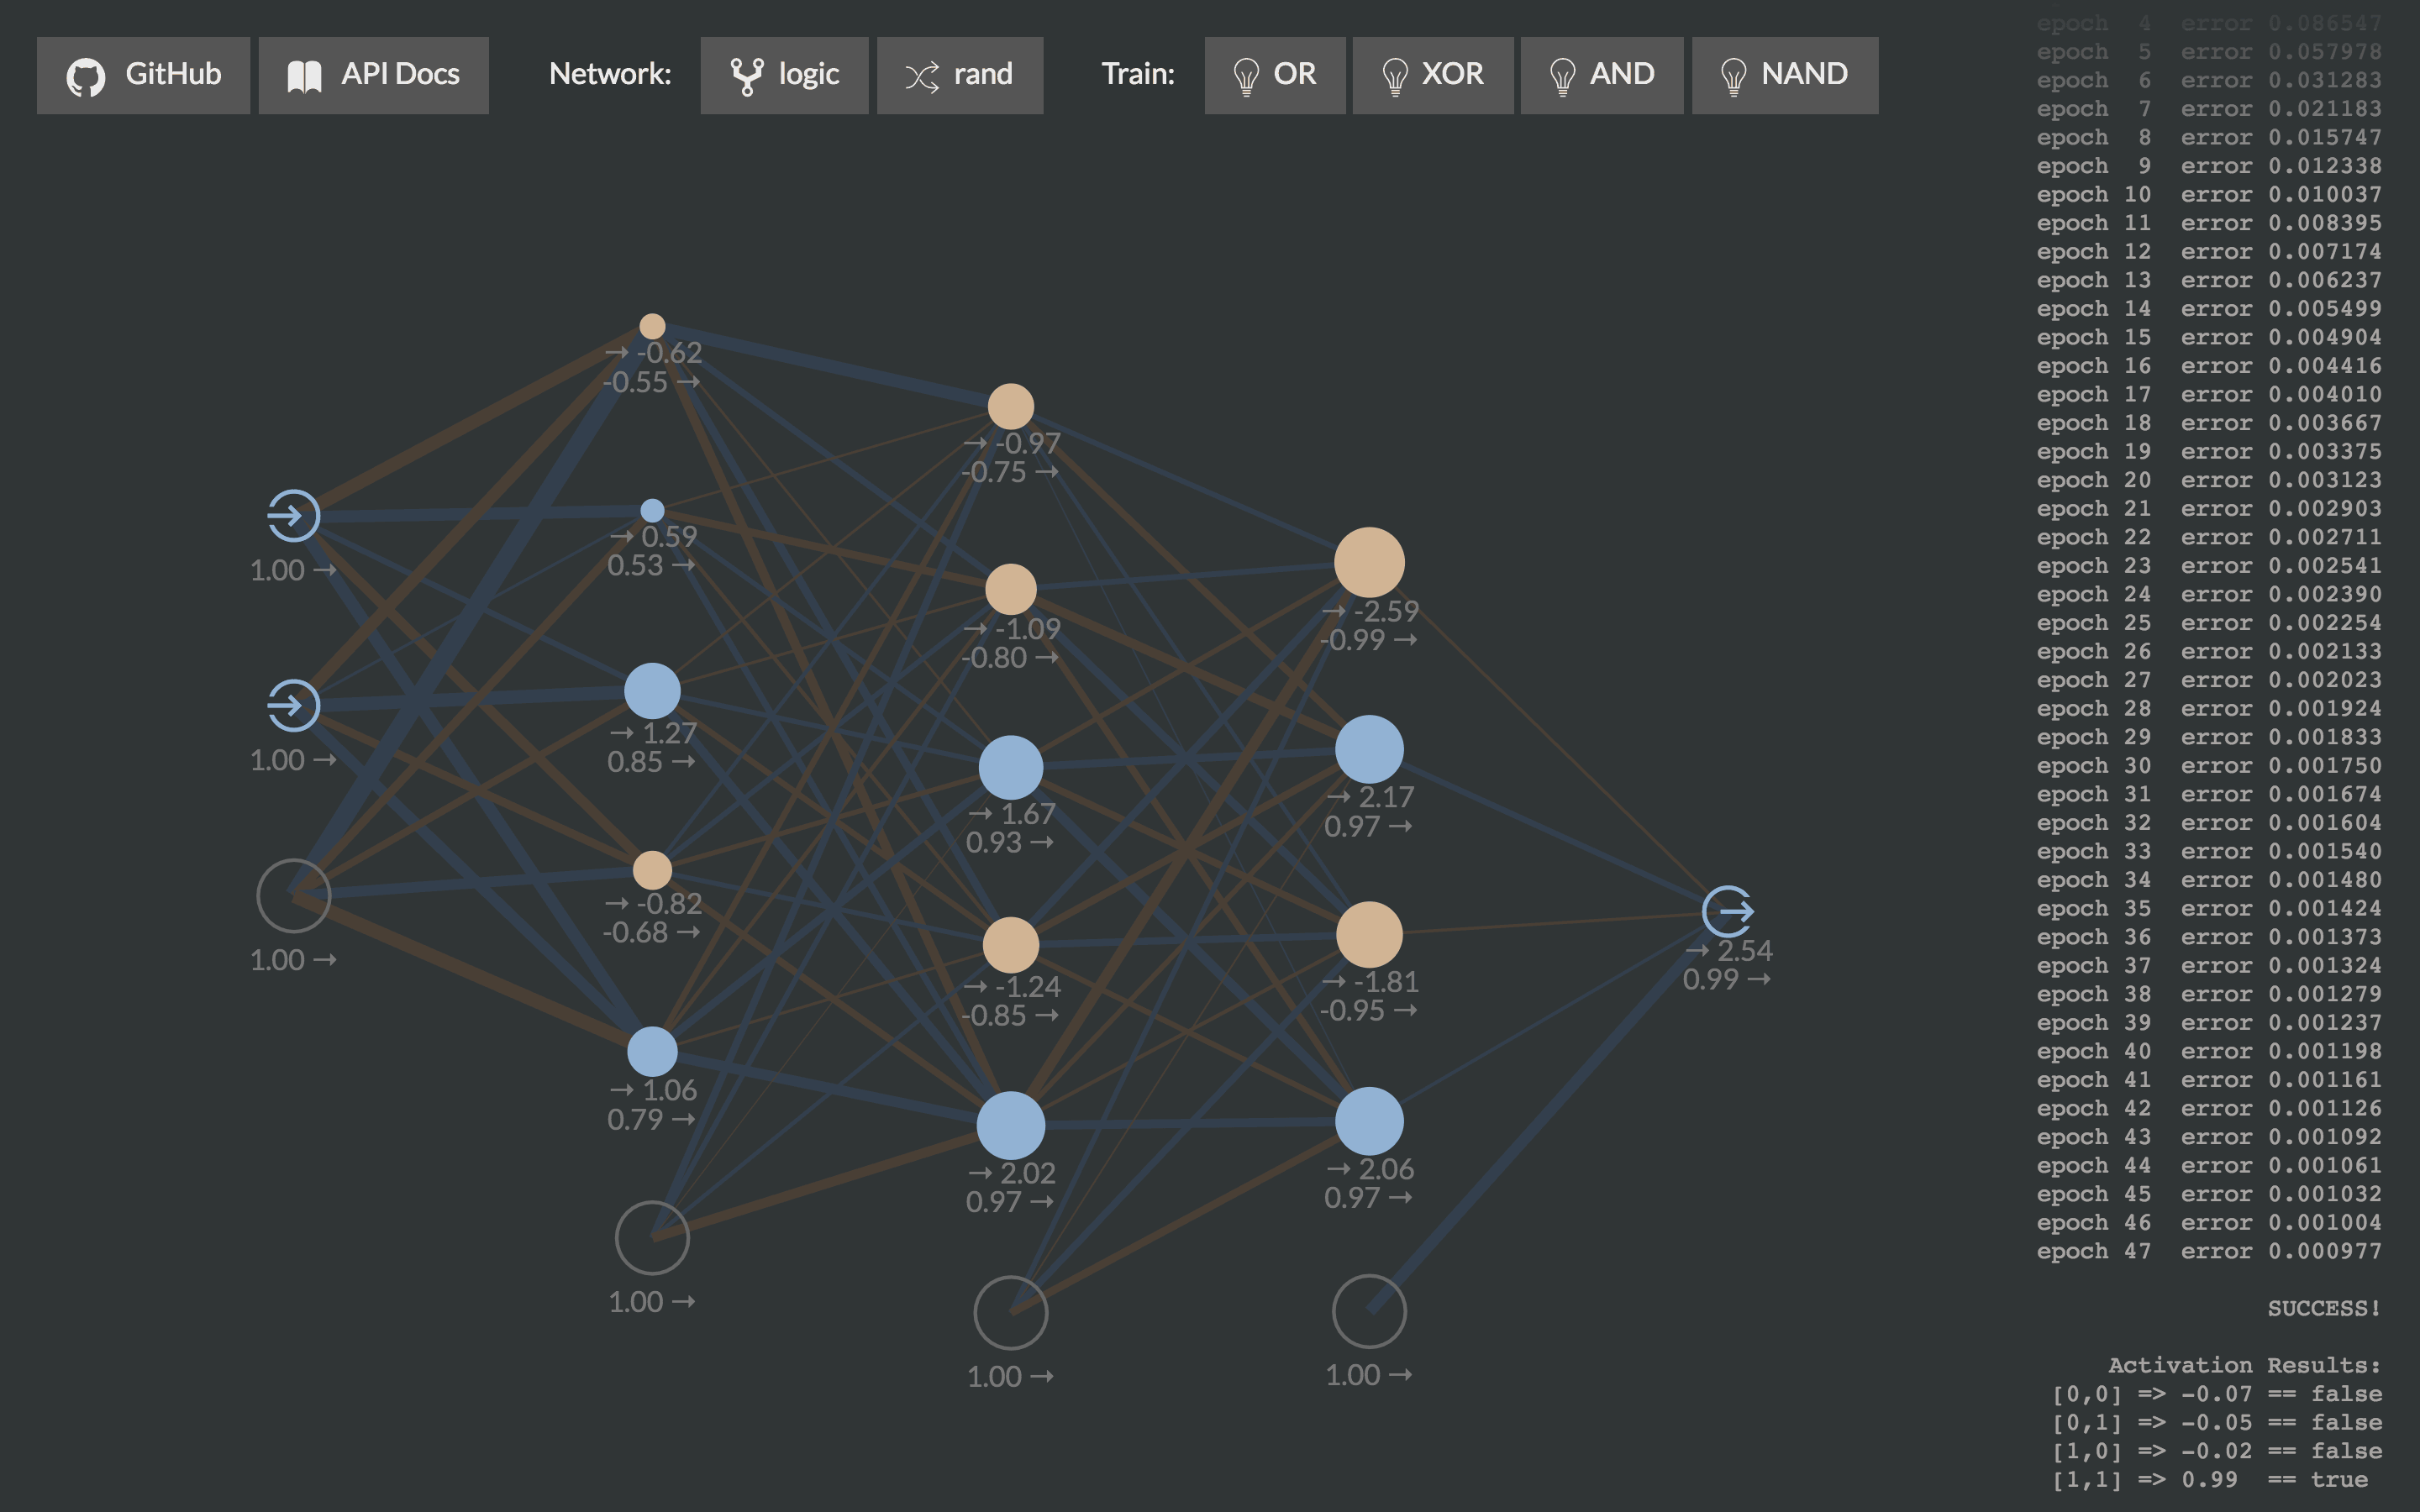 GitHub
API Docs
Network:
logic
rand
Train:
OR
XOR
AND
NAND
1.00 →
1.00 →
1.00 →
→ -0.62
-0.55 →
→ 0.59
0.53 →
→ 1.27
0.85 →
→ -0.82
-0.68 →
→ 1.06
0.79 →
1.00 →
→ -0.97
-0.75 →
→ -1.09
-0.80 →
→ 1.67
0.93 →
→ -1.24
-0.85 →
→ 2.02
0.97 →
1.00 →
→ -2.59
-0.99 →
→ 2.17
0.97 →
→ -1.81
-0.95 →
→ 2.06
0.97 →
1.00 →
→ 2.54
0.99 →
epoch 4 error 0.086547
epoch 5 error 0.057978
epoch 6 error 0.031283
epoch 7 error 0.021183
epoch 8 error 0.015747
epoch 9 error 0.012338
epoch 10 error 0.010037
epoch 11 error 0.008395
epoch 12 error 0.007174
epoch 13 error 0.006237
epoch 14 error 0.005499
epoch 15 error 0.004904
epoch 16 error 0.004416
epoch 17 error 0.004010
epoch 18 error 0.003667
epoch 19 error 0.003375
epoch 20 error 0.003123
epoch 21 error 0.002903
epoch 22 error 0.002711
epoch 23 error 0.002541
epoch 24 error 0.002390
epoch 25 error 0.002254
epoch 26 error 0.002133
epoch 27 error 0.002023
epoch 28 error 0.001924
epoch 29 error 0.001833
epoch 30 error 0.001750
epoch 31 error 0.001674
epoch 32 error 0.001604
epoch 33 error 0.001540
epoch 34 error 0.001480
epoch 35 error 0.001424
epoch 36 error 0.001373
epoch 37 error 0.001324
epoch 38 error 0.001279
epoch 39 error 0.001237
epoch 40 error 0.001198
epoch 41 error 0.001161
epoch 42 error 0.001126
epoch 43 error 0.001092
epoch 44 error 0.001061
epoch 45 error 0.001032
epoch 46 error 0.001004
epoch 47 error 0.000977
SUCCESS!
Activation Results:
[0,0] => -0.07 == false
[0,1] => -0.05 == false
[1,0] => -0.02 == false
[1,1] => 0.99 == true